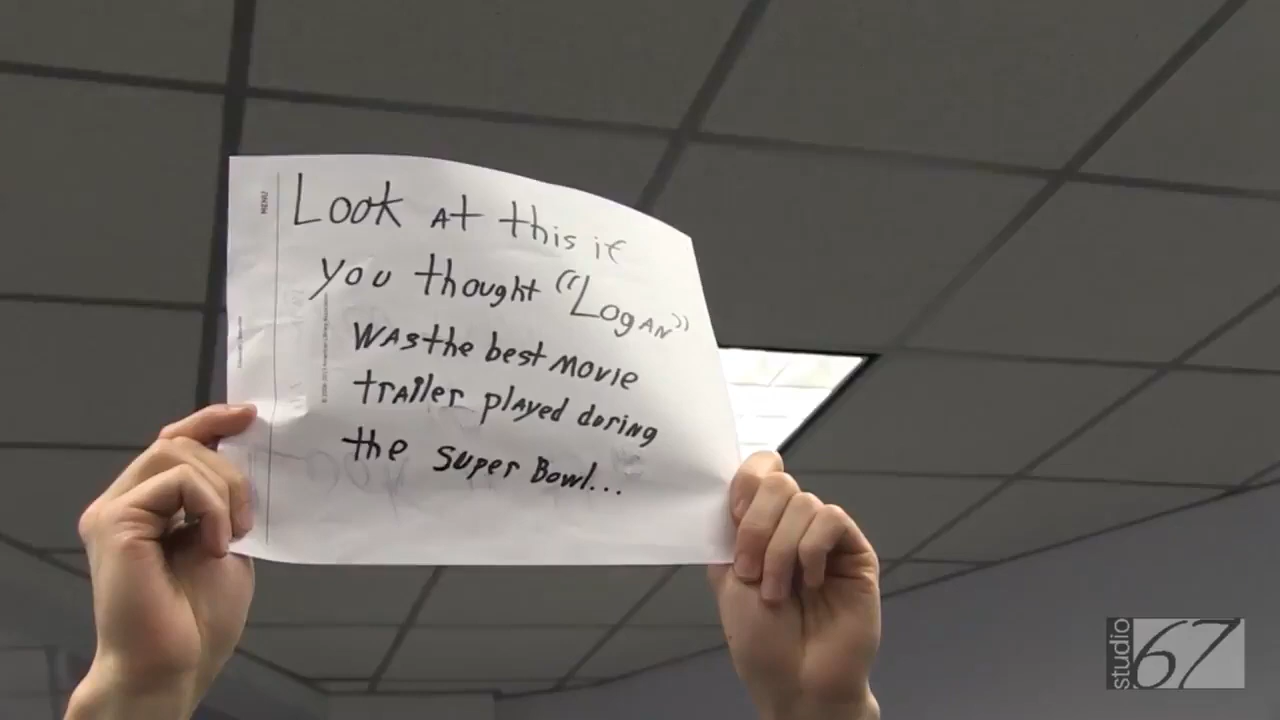 Look At this if
you thought "Logan"
Was the best movie
trailer played during
the Super Bowl...
MENU
studio
67